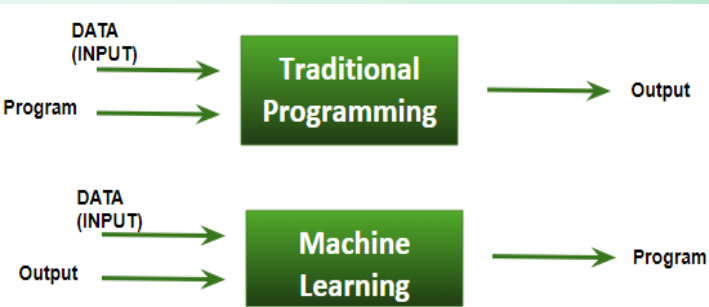 DATA
(INPUT)
Program
Traditional
Programming
Output
DATA
(INPUT)
Output
Machine
Learning
Program